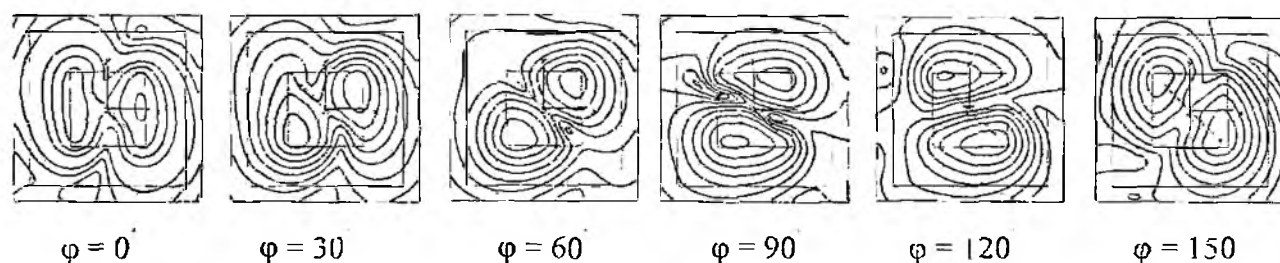 φ = 0 φ = 30 φ = 60 φ = 90 φ = 120 φ = 150